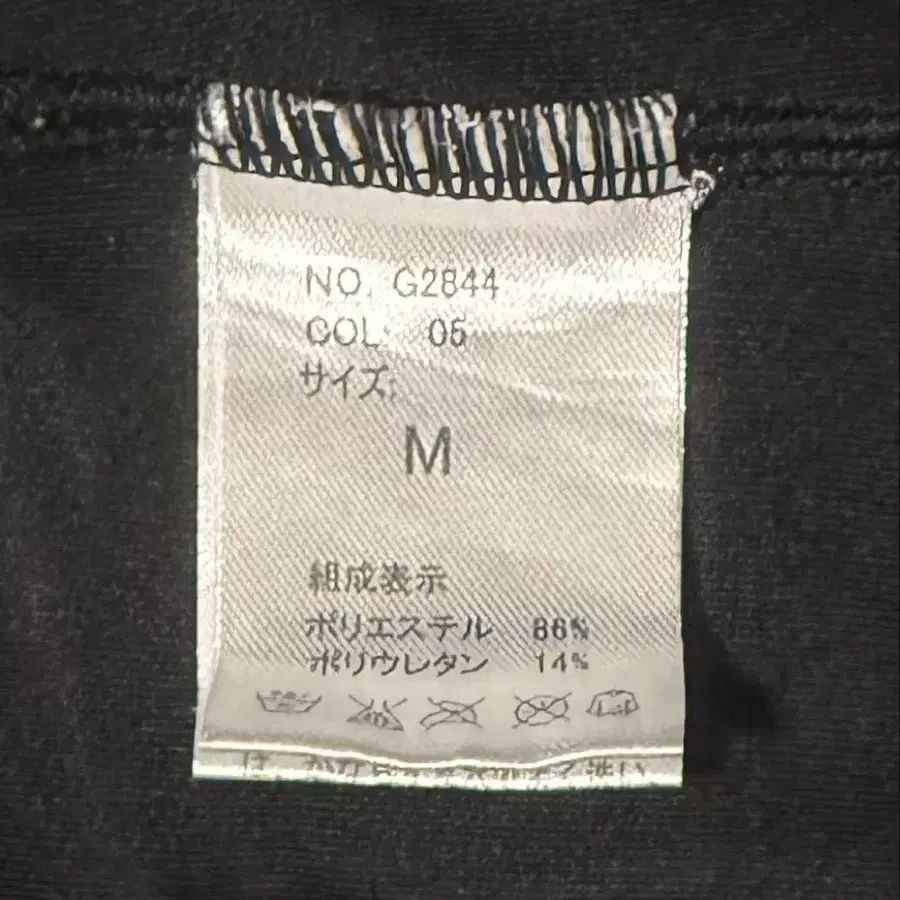 NO. G2844
COL: 05
サイズ:
M
組成表示
ポリエステル 86%
ポリウレタン 14%